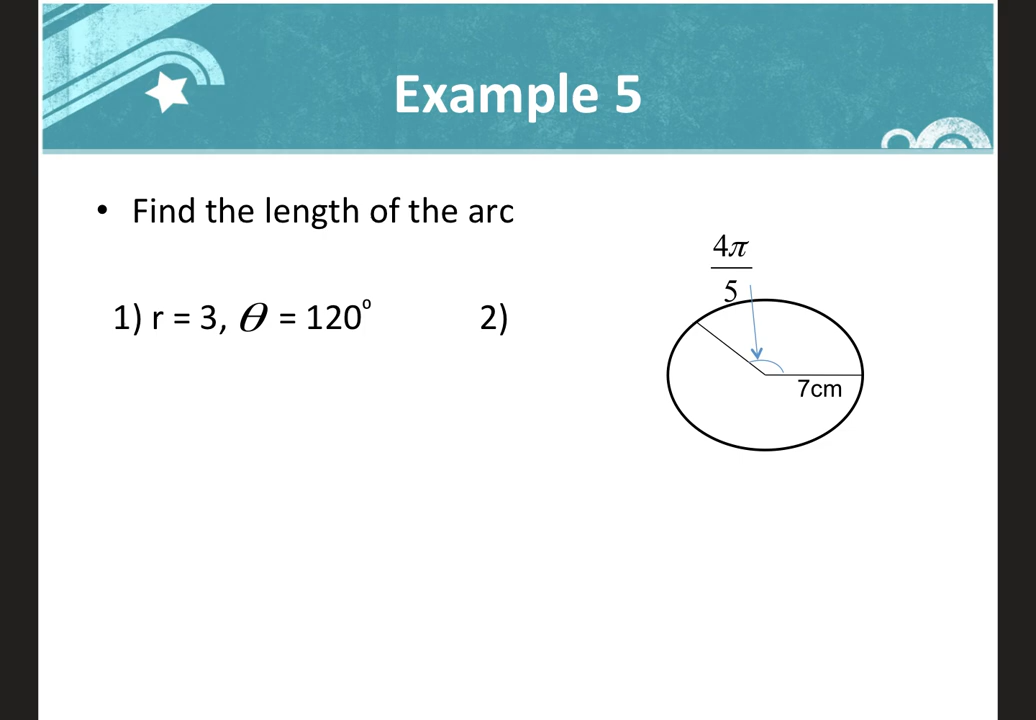 Example 5
• Find the length of the arc
1) r = 3, θ = 120°
2)
4π
5
7cm